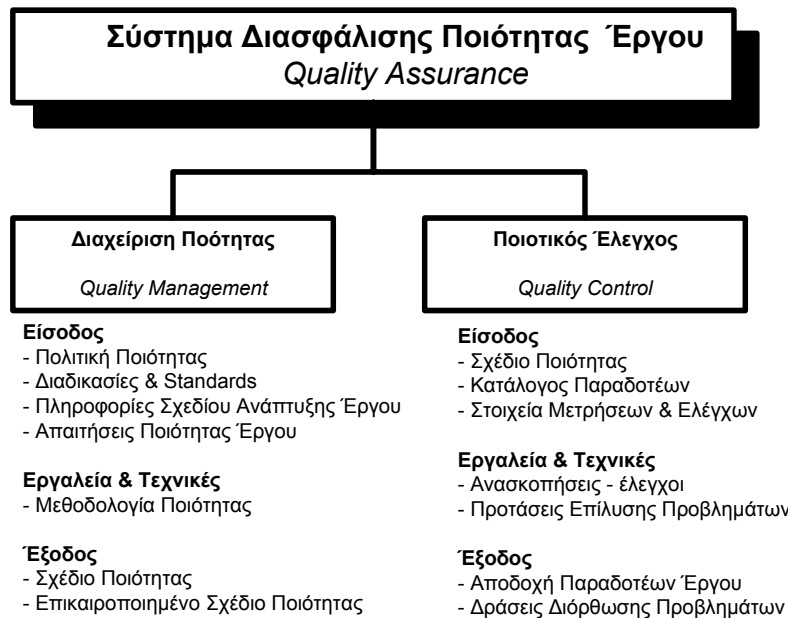 Σύστημα Διασφάλισης Ποιότητας Έργου
Quality Assurance
Διαχείριση Ποότητας
Quality Management
Είσοδος
- Πολιτική Ποιότητας
- Διαδικασίες & Standards
- Πληροφορίες Σχεδίου Ανάπτυξης Έργου
- Απαιτήσεις Ποιότητας Έργου
Εργαλεία & Τεχνικές
- Μεθοδολογία Ποιότητας
Έξοδος
- Σχέδιο Ποιότητας
- Επικαιροποιημένο Σχέδιο Ποιότητας
Ποιοτικός Έλεγχος
Quality Control
Είσοδος
- Σχέδιο Ποιότητας
- Κατάλογος Παραδοτέων
- Στοιχεία Μετρήσεων & Ελέγχων
Εργαλεία & Τεχνικές
- Ανασκοπήσεις - έλεγχοι
- Προτάσεις Επίλυσης Προβλημάτων
Έξοδος
- Αποδοχή Παραδοτέων Έργου
- Δράσεις Διόρθωσης Προβλημάτων